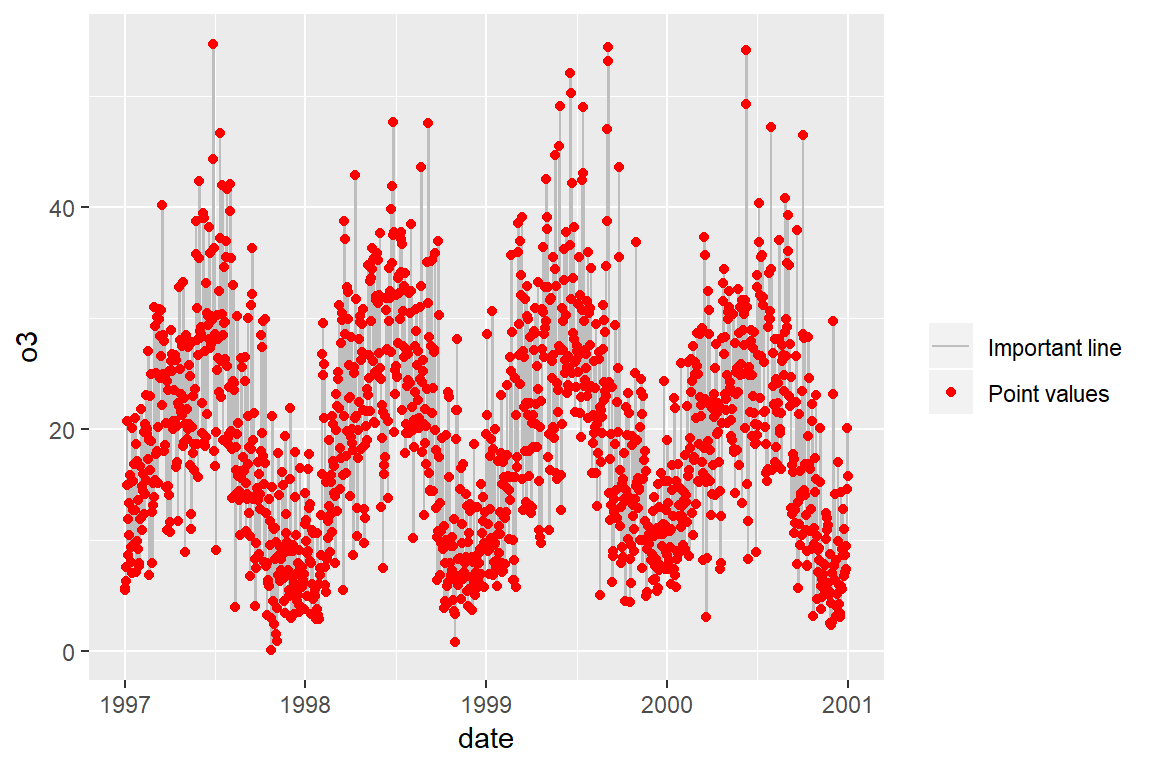 o3
40
20
0
1997 1998 1999 2000 2001
date
Important line
Point values